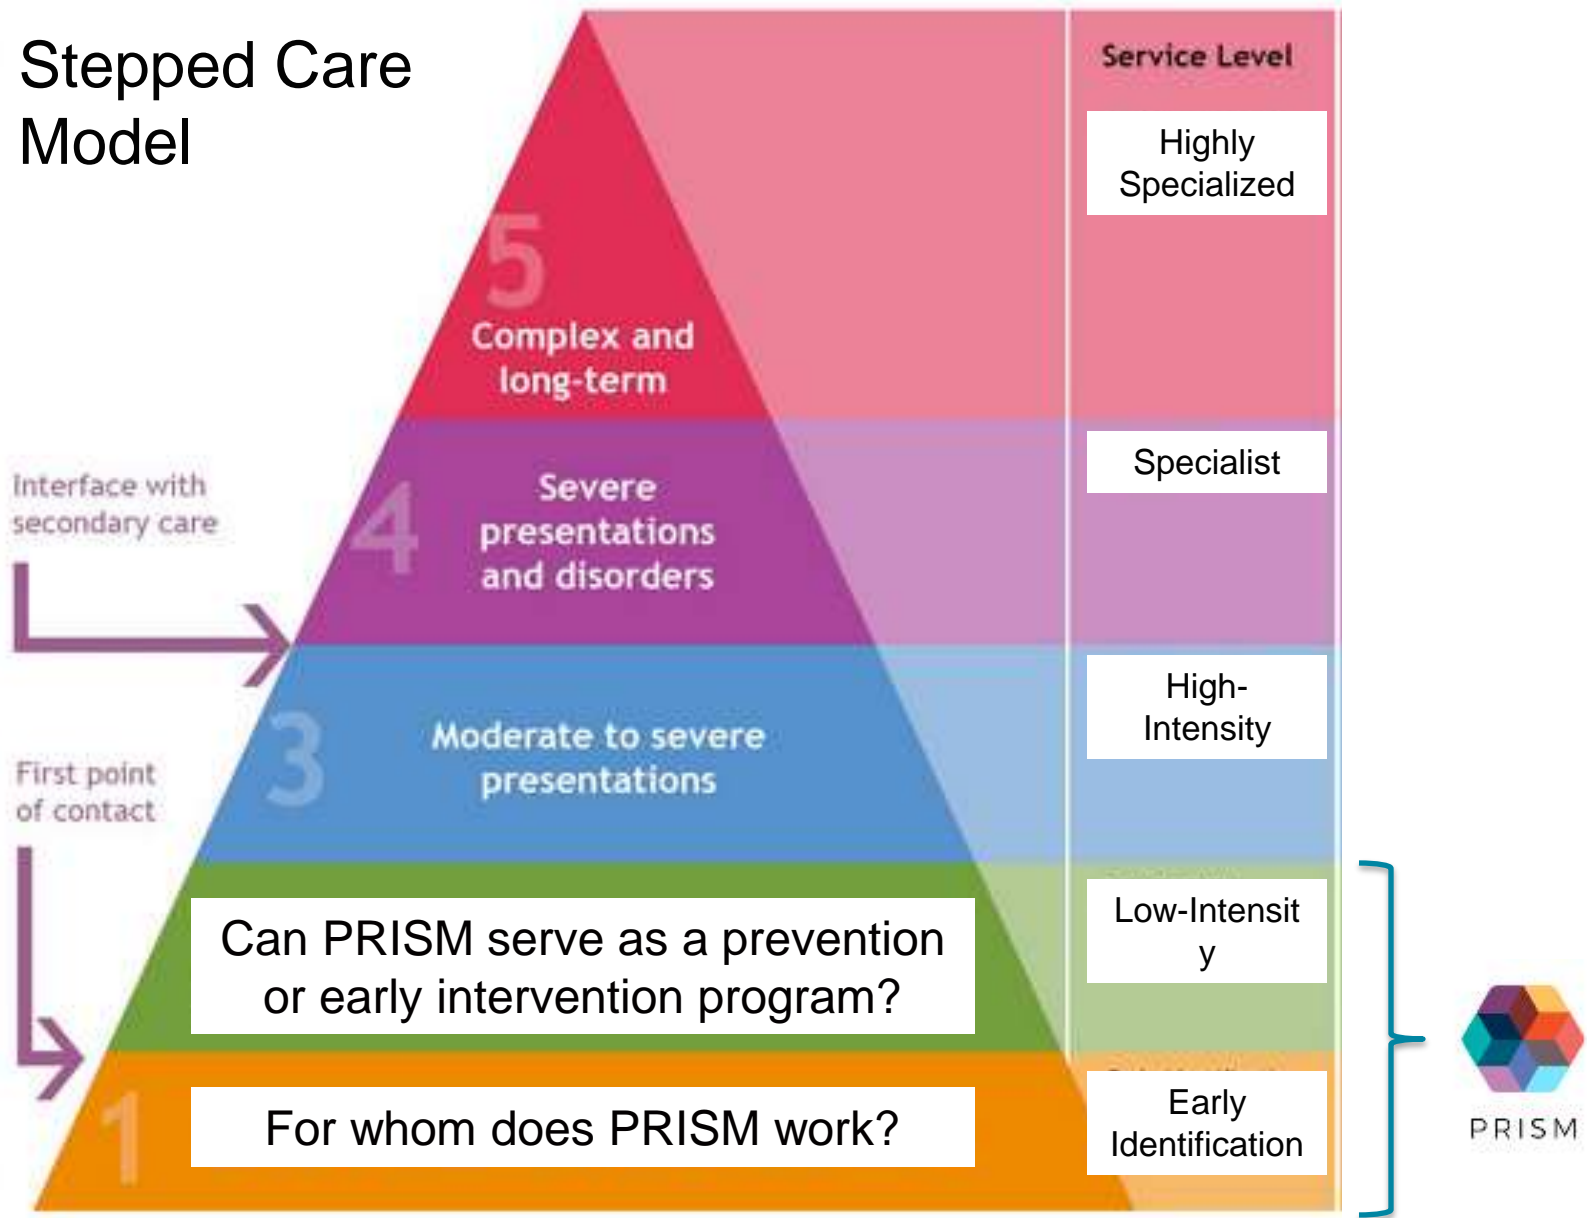 Stepped Care
Model
Service Level
Highly
Specialized
5
Complex and
long-term
Specialist
Interface with
secondary care
4
Severe
presentations
and disorders
High-
Intensity
First point
of contact
3
Moderate to severe
presentations
Low-Intensit
y
Can PRISM serve as a prevention
or early intervention program?
1
For whom does PRISM work?
Early
Identification
PRISM